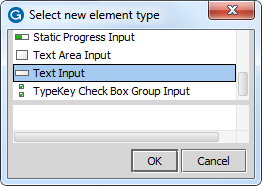 Select new element type
Static Progress Input
Text Area Input
Text Input
TypeKey Check Box Group Input
OK
Cancel